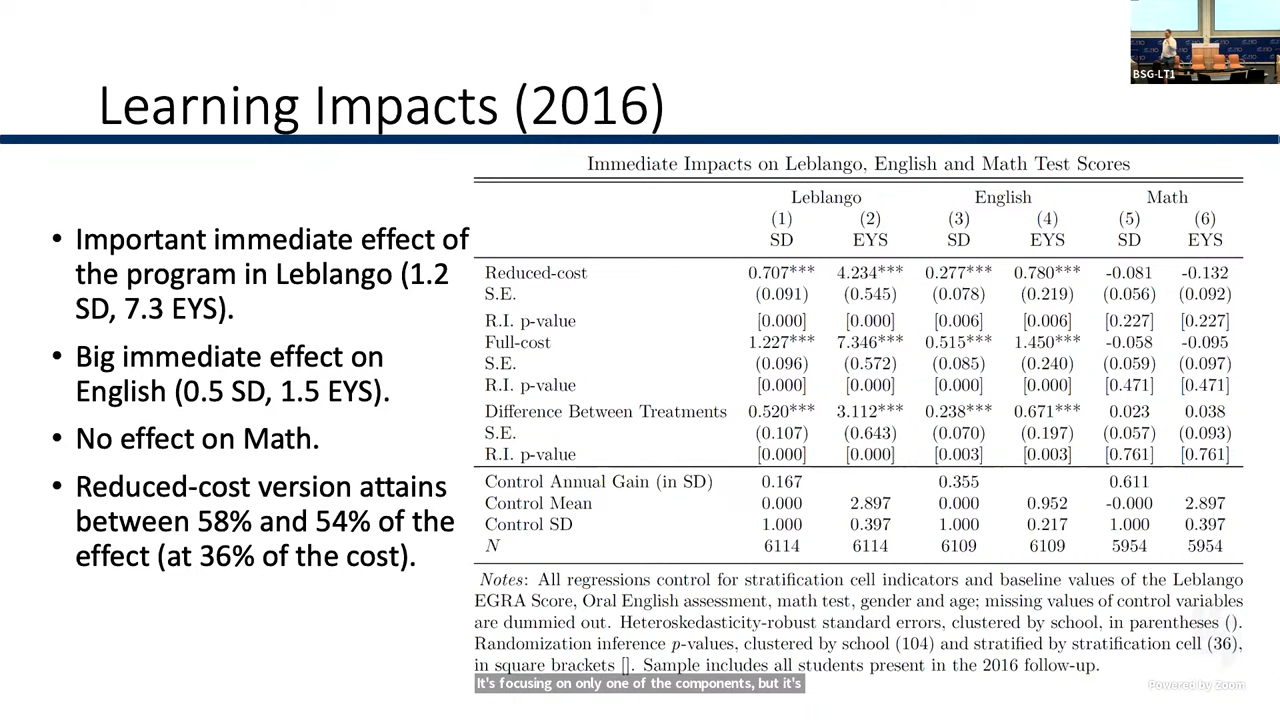 BSG-LT1
Learning Impacts (2016)
• Important immediate effect of
the program in Leblango (1.2
SD, 7.3 EYS).
• Big immediate effect on
English (0.5 SD, 1.5 EYS).
• No effect on Math.
• Reduced-cost version attains
between 58% and 54% of the
effect (at 36% of the cost).
Immediate Impacts on Leblango, English and Math Test Scores
Leblango English Math
(1) (2) (3) (4) (5) (6)
SD EYS SD EYS SD EYS
Reduced-cost 0.707*** 4.234*** 0.277*** 0.780*** -0.081 -0.132
S.E. (0.091) (0.545) (0.078) (0.219) (0.056) (0.092)
R.I. p-value [0.000] [0.000] [0.006] [0.006] [0.227] [0.227]
Full-cost 1.227*** 7.346*** 0.515*** 1.450*** -0.058 -0.095
S.E. (0.096) (0.572) (0.085) (0.240) (0.059) (0.097)
R.I. p-value [0.000] [0.000] [0.000] [0.000] [0.471] [0.471]
Difference Between Treatments 0.520*** 3.112*** 0.238*** 0.671*** 0.023 0.038
S.E. (0.107) (0.643) (0.070) (0.197) (0.057) (0.093)
R.I. p-value [0.000] [0.000] [0.003] [0.003] [0.761] [0.761]
Control Annual Gain (in SD) 0.167 0.355 0.611
Control Mean 0.000 2.897 0.000 0.952 -0.000 2.897
Control SD 1.000 0.397 1.000 0.217 1.000 0.397
N 6114 6114 6109 6109 5954 5954
Notes: All regressions control for stratification cell indicators and baseline values of the Leblango
EGRA Score, Oral English assessment, math test, gender and age; missing values of control variables
are dummied out. Heteroskedasticity-robust standard errors, clustered by school, in parentheses ().
Randomization inference p-values, clustered by school (104) and stratified by stratification cell (36),
in square brackets []. Sample includes all students present in the 2016 follow-up.
It's focusing on only one of the components, but it's
Powered by Zoom